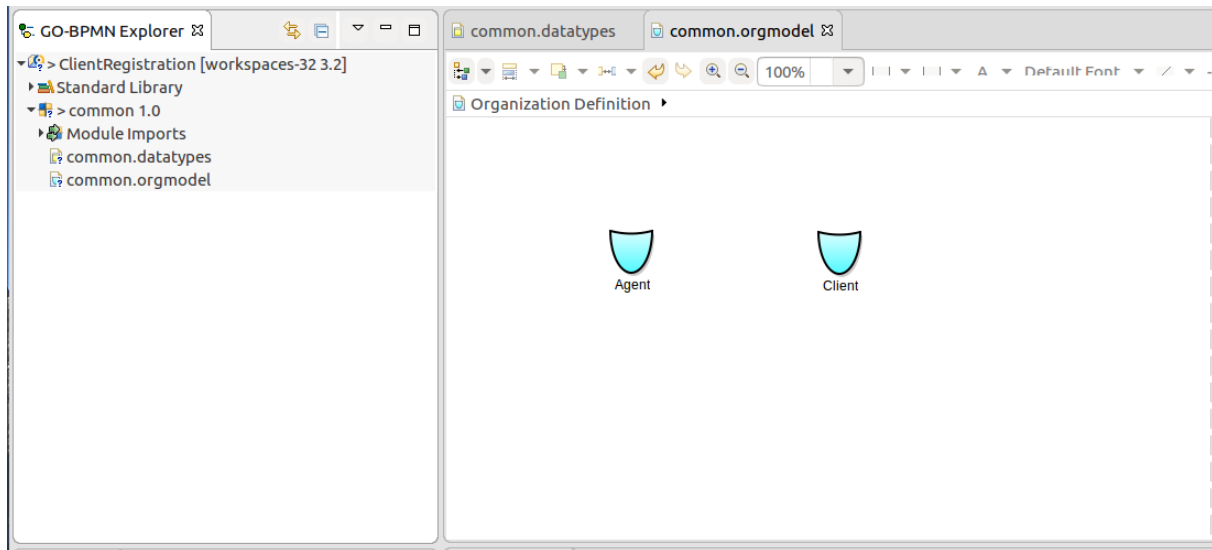 GO-BPMN Explorer
> ClientRegistration [workspaces-32 3.2]
Standard Library
> common 1.0
Module Imports
common.datatypes
common.orgmodel
common.datatypes
common.orgmodel
100%
A
Default Font
Organization Definition
Agent
Client